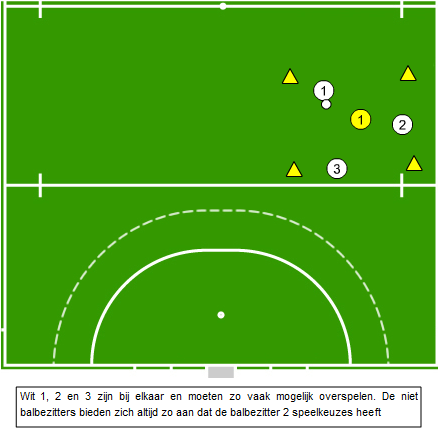 1
1
2
3
Wit 1, 2 en 3 zijn bij elkaar en moeten zo vaak mogelijk overspelen. De niet
balbezitters bieden zich altijd zo aan dat de balbezitter 2 speelkeuzes heeft